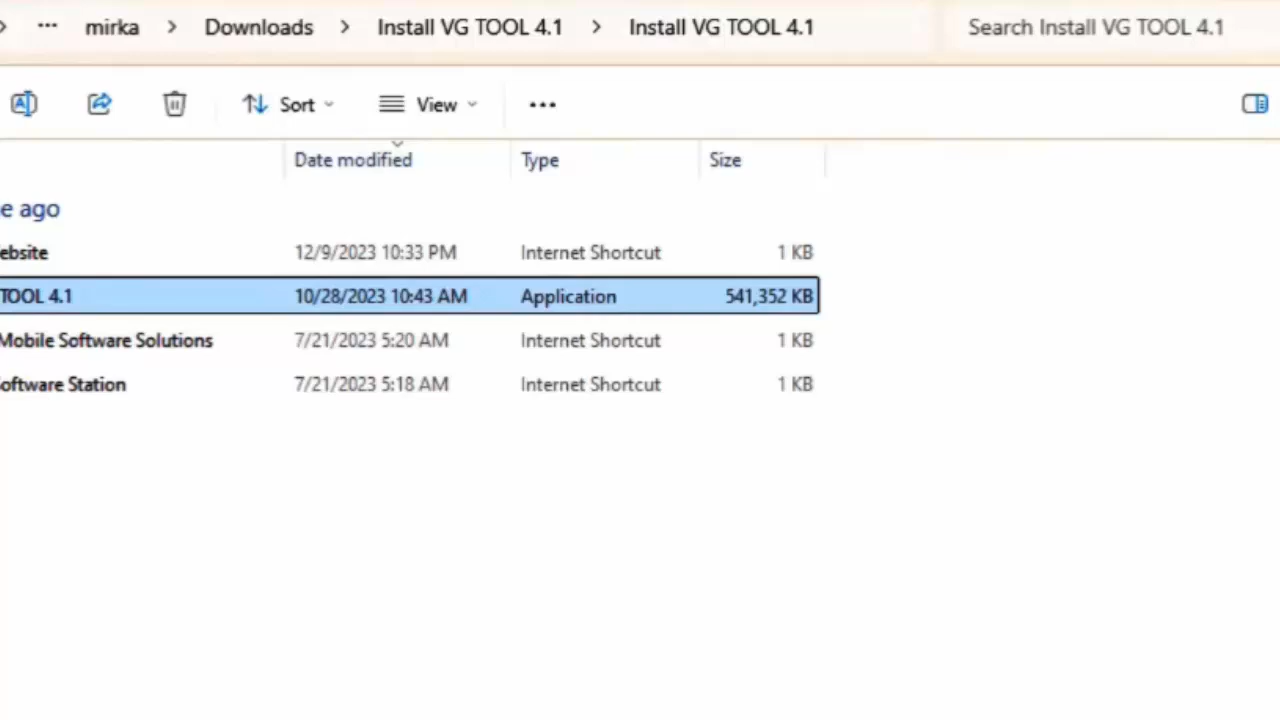 mirka > Downloads > Install VG TOOL 4.1 > Install VG TOOL 4.1
Search Install VG TOOL 4.1
Sort
View
Date modified Type Size
e ago
ebsite 12/9/2023 10:33 PM Internet Shortcut 1 KB
TOOL 4.1 10/28/2023 10:43 AM Application 541,352 KB
Mobile Software Solutions 7/21/2023 5:20 AM Internet Shortcut 1 KB
oftware Station 7/21/2023 5:18 AM Internet Shortcut 1 KB